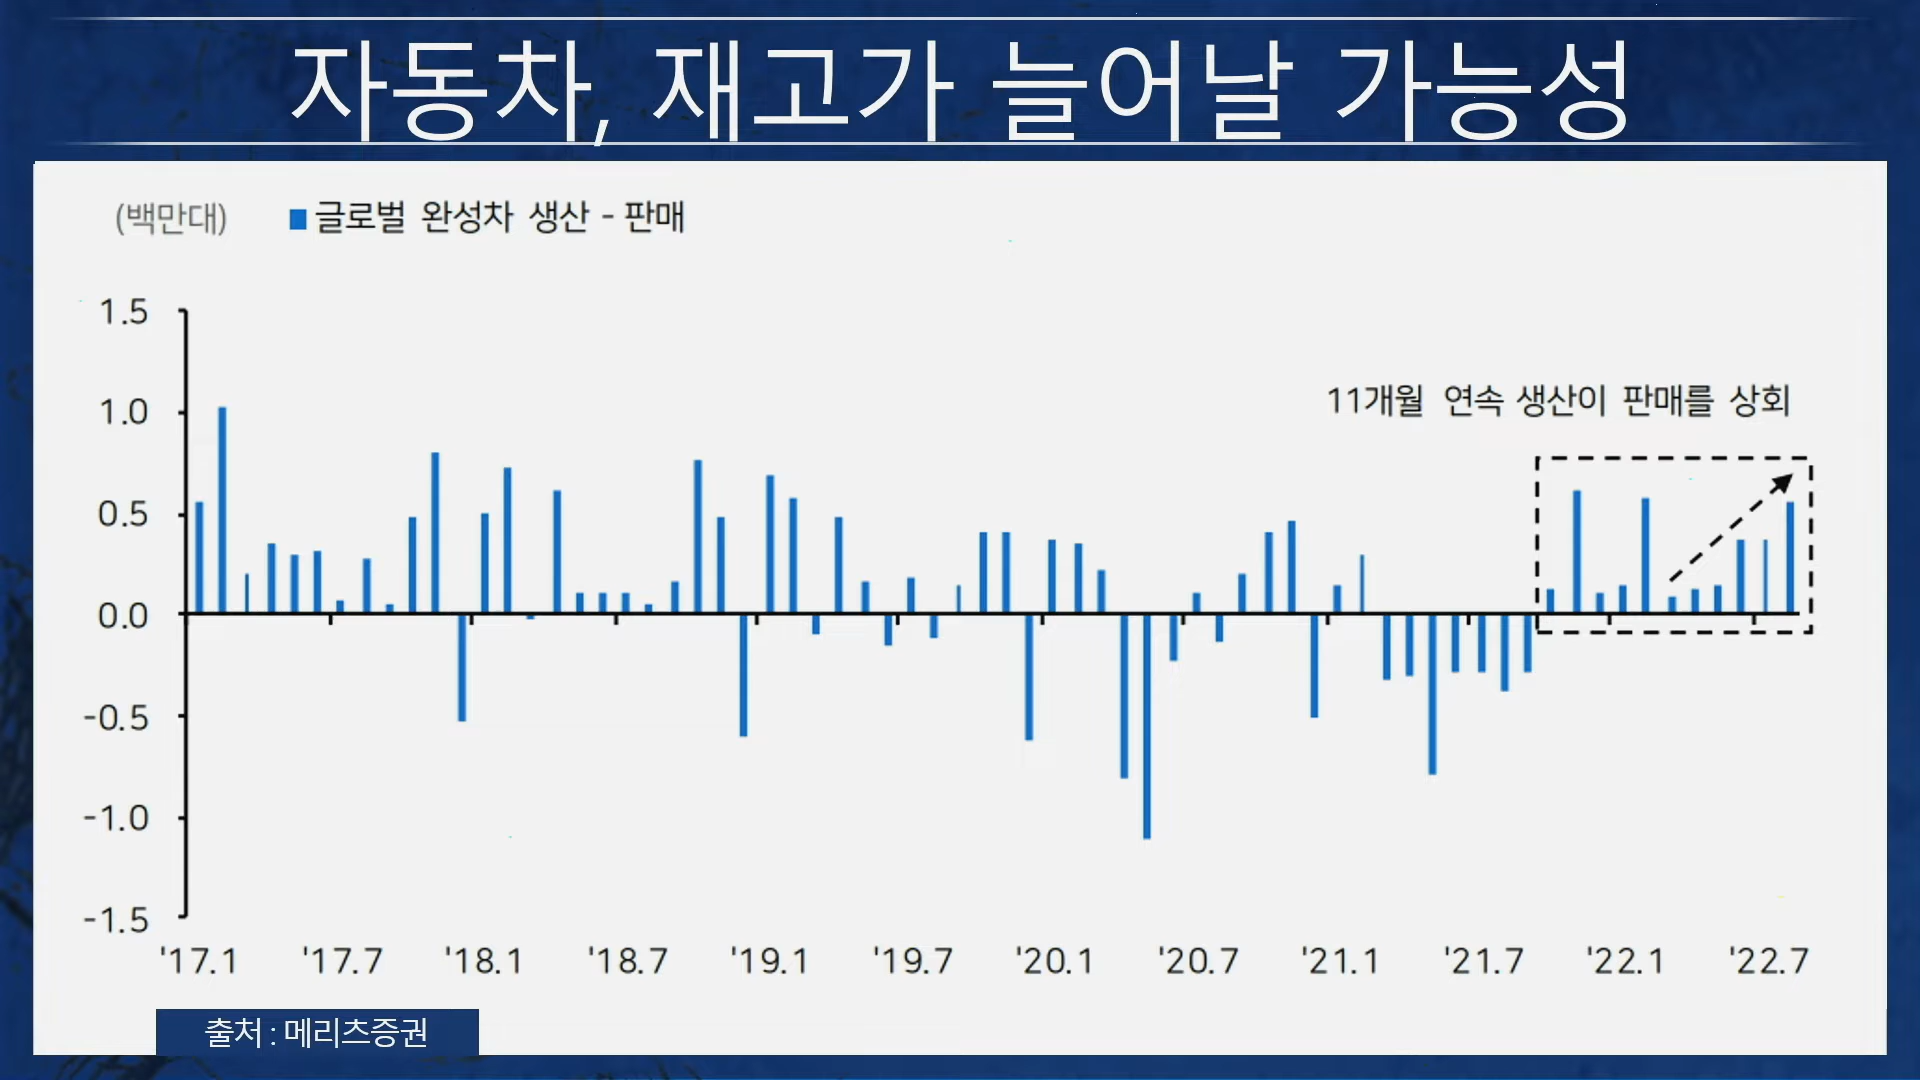 자동차, 재고가 늘어날 가능성
(백만대) 글로벌 완성차 생산 - 판매
1.5
11개월 연속 생산이 판매를 상회
1.0
0.5
0.0
-0.5
-1.0
-1.5
'17.1 '17.7 '18.1 '18.7 '19.1 '19.7 '20.1 '20.7 '21.1 '21.7 '22.1 '22.7
출처 : 메리츠증권